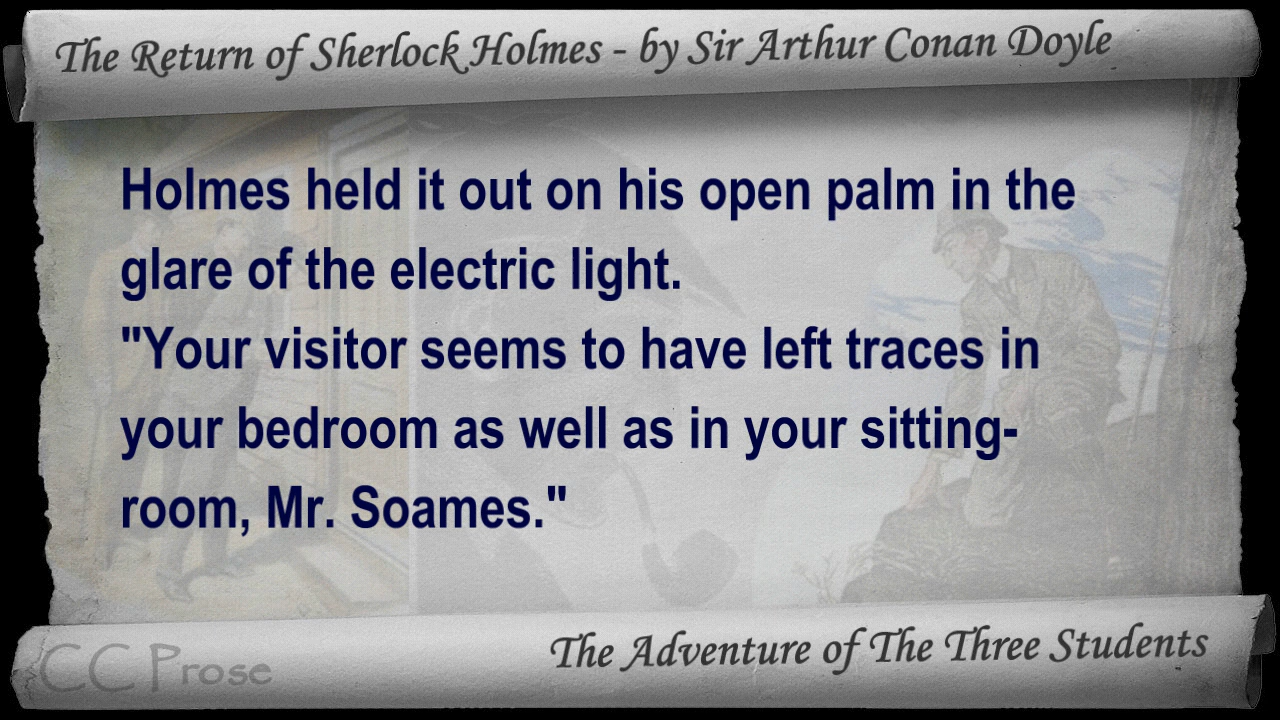 The Return of Sherlock Holmes - by Sir Arthur Conan Doyle
Holmes held it out on his open palm in the
glare of the electric light.
"Your visitor seems to have left traces in
your bedroom as well as in your sitting-
room, Mr. Soames."
The Adventure of The Three Students
CC Prose